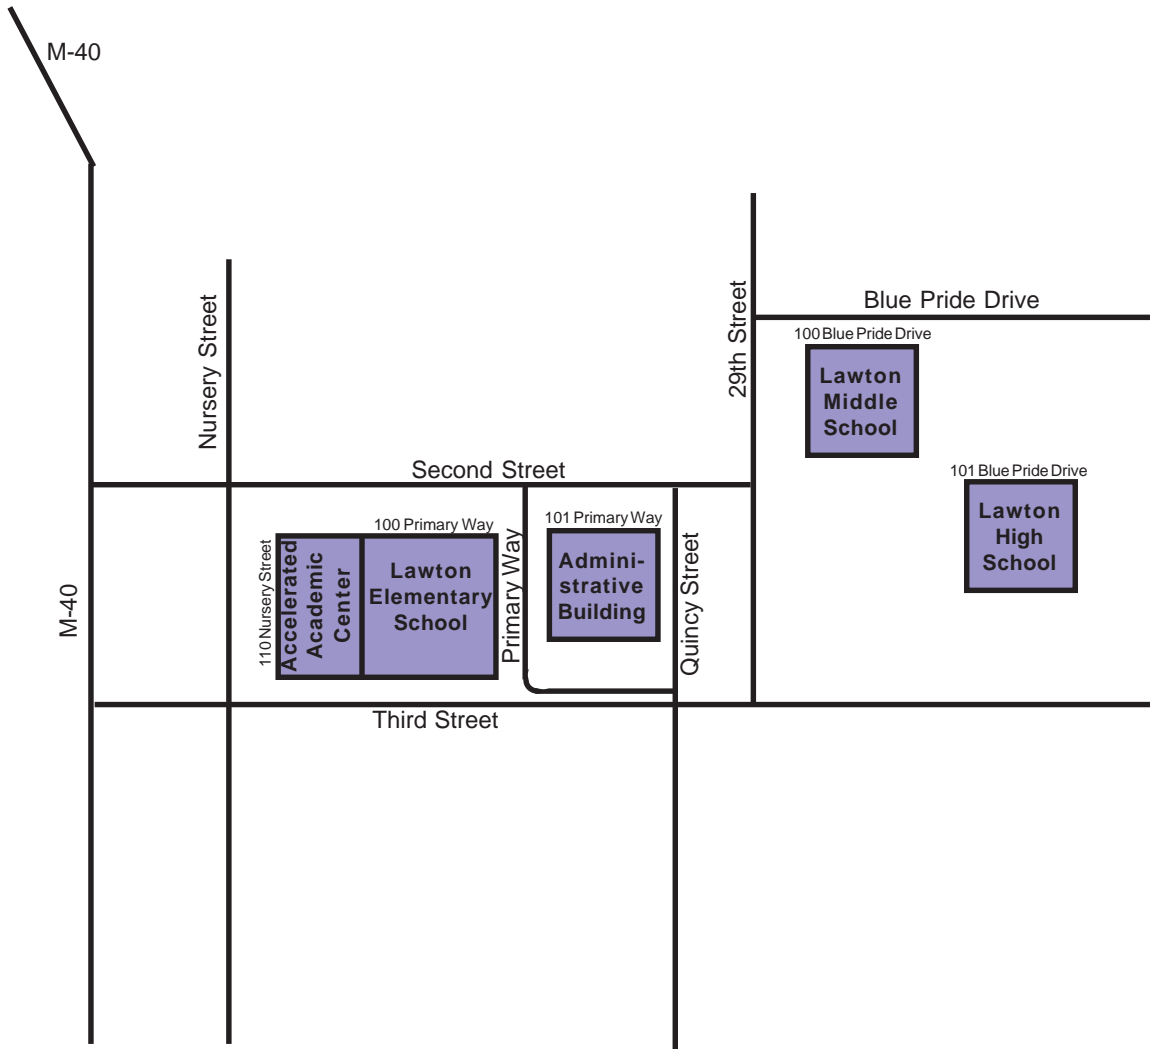 M-40
Nursery Street
29th Street
Blue Pride Drive
100 Blue Pride Drive
Lawton
Middle
School
Second Street
101 Blue Pride Drive
Lawton
High
School
M-40
110 Nursery Street
Accelerated
Academic
Center
100 Primary Way
Lawton
Elementary
School
Primary Way
101 Primary Way
Admini-
strative
Building
Quincy Street
Third Street